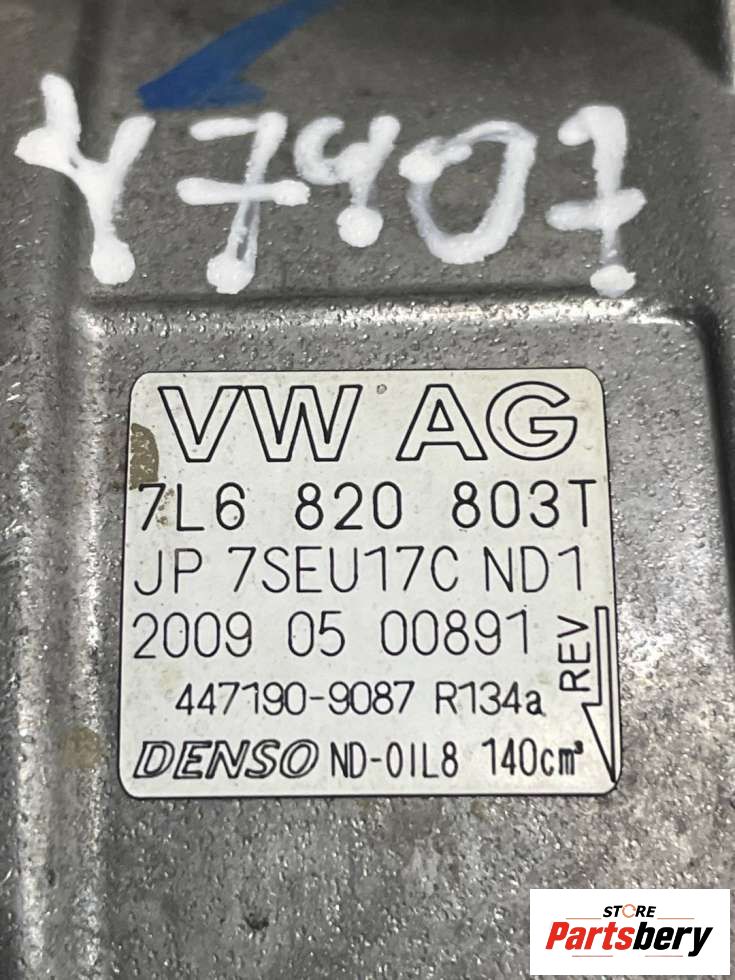 Y7907
VW AG
7L6 820 803T
JP 7SEU17C ND1
2009 05 00891
REV
447190-9087 R134a
DENSO ND-OIL8 140cm³
STORE
Partsbery